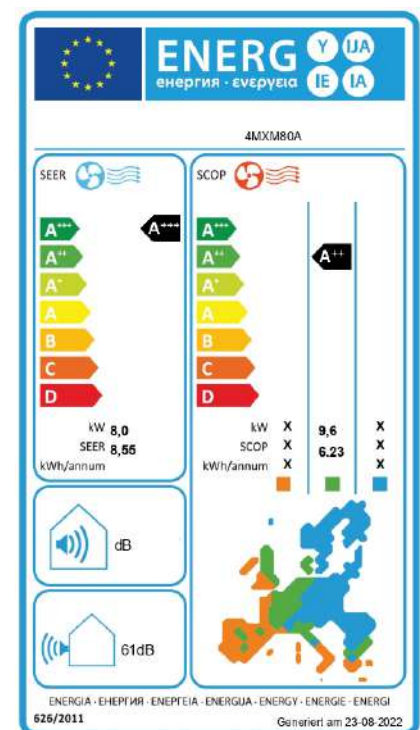 ENERG Y IJA
енергия · ενεργεια IE IA
4MXM80A
SEER
A+++ A+++
A++
A+
A
B
C
D
kW 8,0
SEER 8,55
kWh/annum
SCOP
A+++
A++ A++
A+
A
B
C
D
kW X 9,6 X
SCOP X 6.23 X
kWh/annum X X
dB
61dB
ENERGIA · ЕНЕРГИЯ · ΕΝΕΡΓΕΙΑ · ENERGIJA · ENERGY · ENERGIE · ENERGI
626/2011
Generiert am 23-08-2022